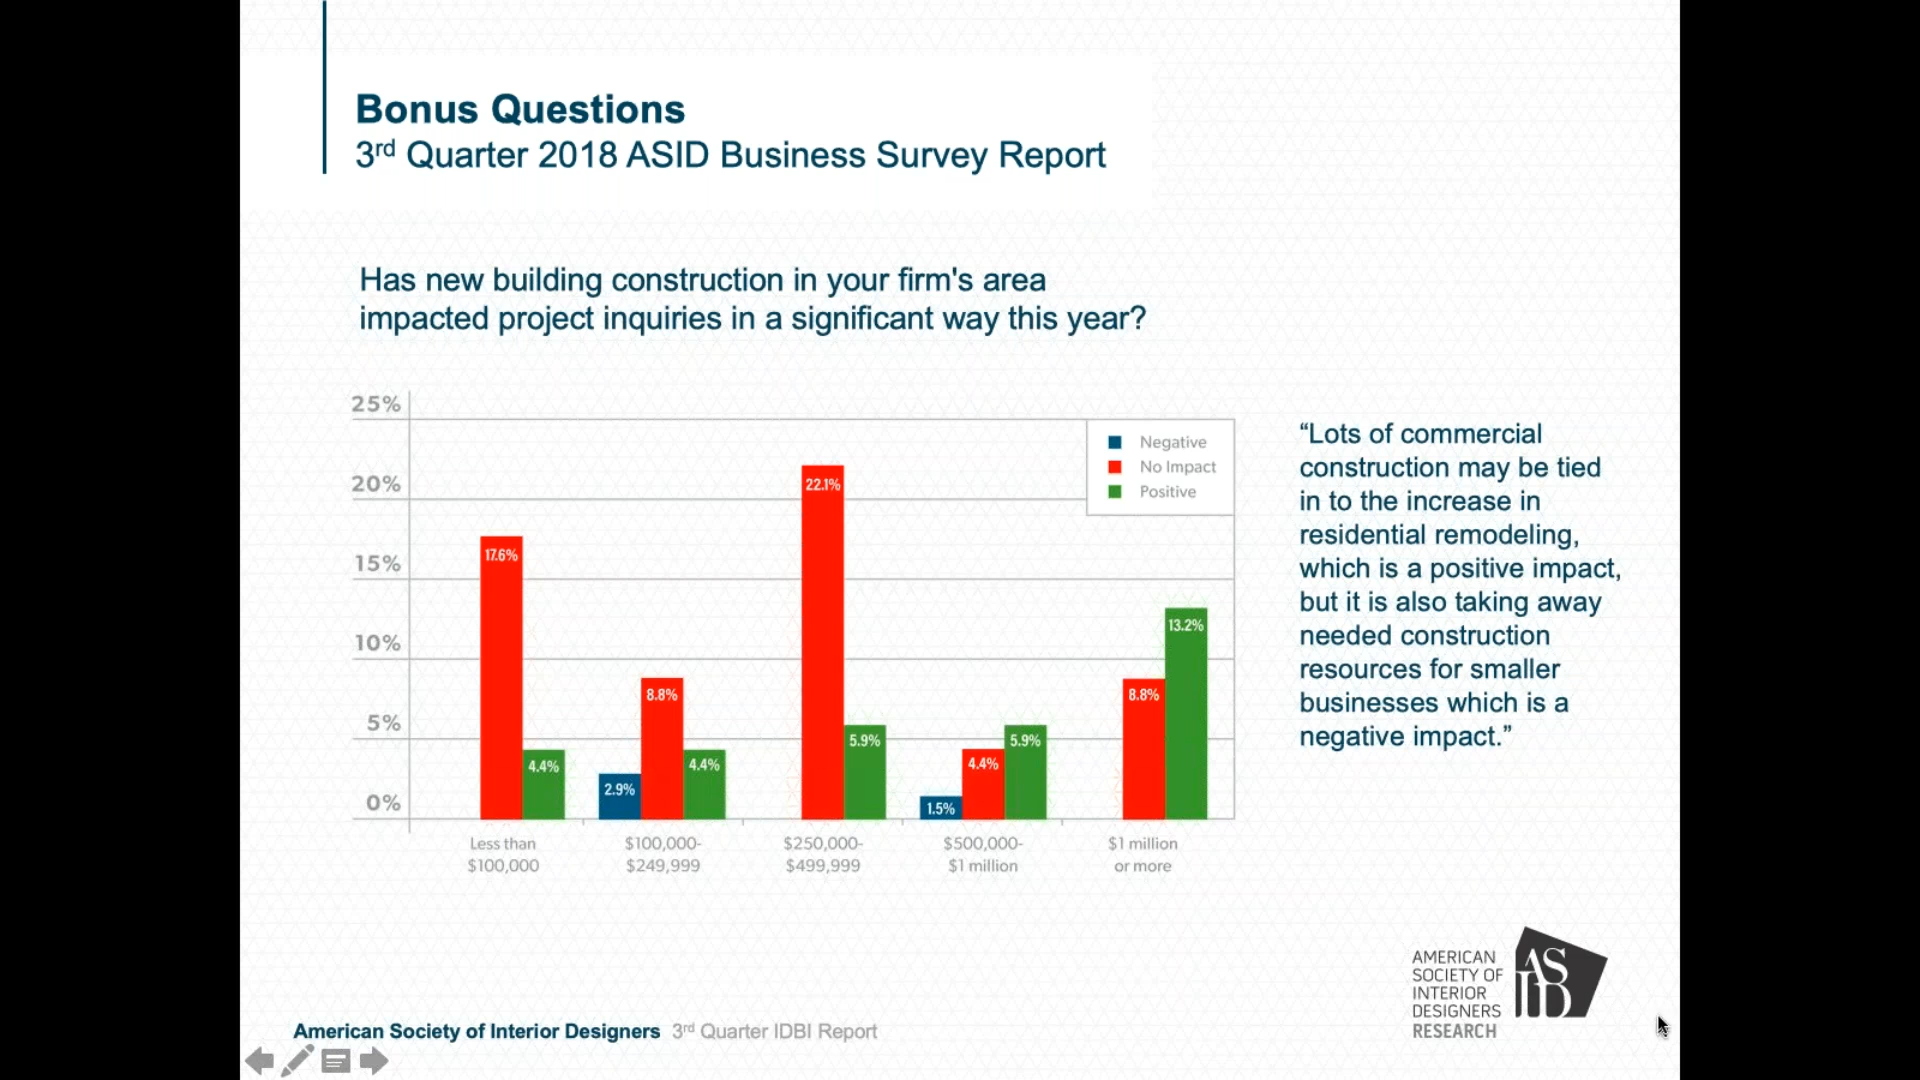 Bonus Questions
3rd Quarter 2018 ASID Business Survey Report
Has new building construction in your firm's area
impacted project inquiries in a significant way this year?
25%
20%
15%
10%
5%
0%
Negative
No Impact
Positive
17.6%
4.4%
2.9%
8.8%
4.4%
22.1%
5.9%
1.5%
4.4%
5.9%
8.8%
13.2%
Less than
$100,000
$100,000-
$249,999
$250,000-
$499,999
$500,000-
$1 million
$1 million
or more
“Lots of commercial
construction may be tied
in to the increase in
residential remodeling,
which is a positive impact,
but it is also taking away
needed construction
resources for smaller
businesses which is a
negative impact.”
AMERICAN
SOCIETY OF
INTERIOR
DESIGNERS
RESEARCH
AS
ID
American Society of Interior Designers 3rd Quarter IDBI Report